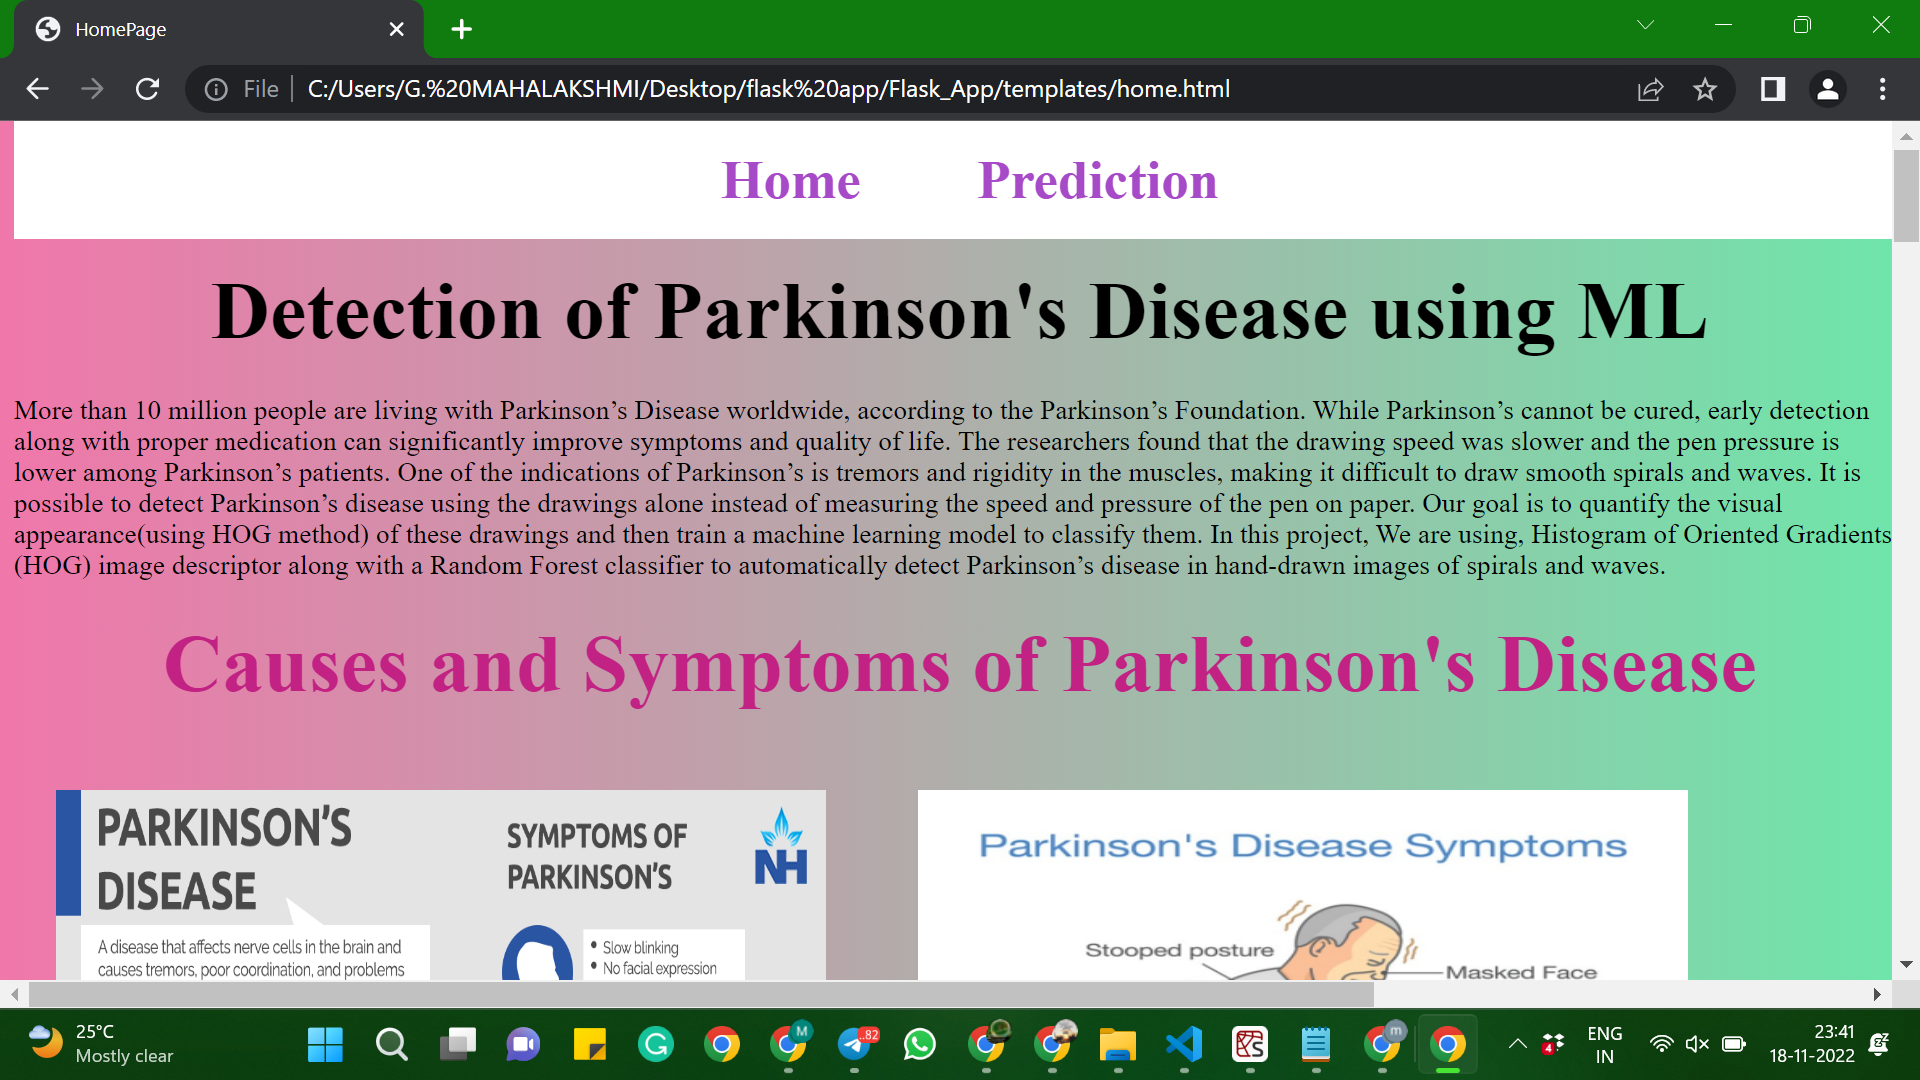 HomePage
File
C:/Users/G.%20MAHALAKSHMI/Desktop/flask%20app/Flask_App/templates/home.html
Home Prediction
Detection of Parkinson's Disease using ML
More than 10 million people are living with Parkinson’s Disease worldwide, according to the Parkinson’s Foundation. While Parkinson’s cannot be cured, early detection
along with proper medication can significantly improve symptoms and quality of life. The researchers found that the drawing speed was slower and the pen pressure is
lower among Parkinson’s patients. One of the indications of Parkinson’s is tremors and rigidity in the muscles, making it difficult to draw smooth spirals and waves. It is
possible to detect Parkinson’s disease using the drawings alone instead of measuring the speed and pressure of the pen on paper. Our goal is to quantify the visual
appearance(using HOG method) of these drawings and then train a machine learning model to classify them. In this project, We are using, Histogram of Oriented Gradients
(HOG) image descriptor along with a Random Forest classifier to automatically detect Parkinson’s disease in hand-drawn images of spirals and waves.
Causes and Symptoms of Parkinson's Disease
PARKINSON’S
DISEASE
A disease that affects nerve cells in the brain and
causes tremors, poor coordination, and problems
SYMPTOMS OF
PARKINSON’S
NH
• Slow blinking
• No facial expression
Parkinson's Disease Symptoms
Stooped posture
Masked Face
25°C
Mostly clear
M
..82
m
4
ENG
IN
23:41
18-11-2022